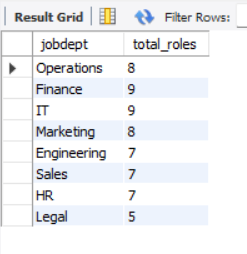 Result Grid Filter Rows:
jobdept total_roles
Operations 8
Finance 9
IT 9
Marketing 8
Engineering 7
Sales 7
HR 7
Legal 5